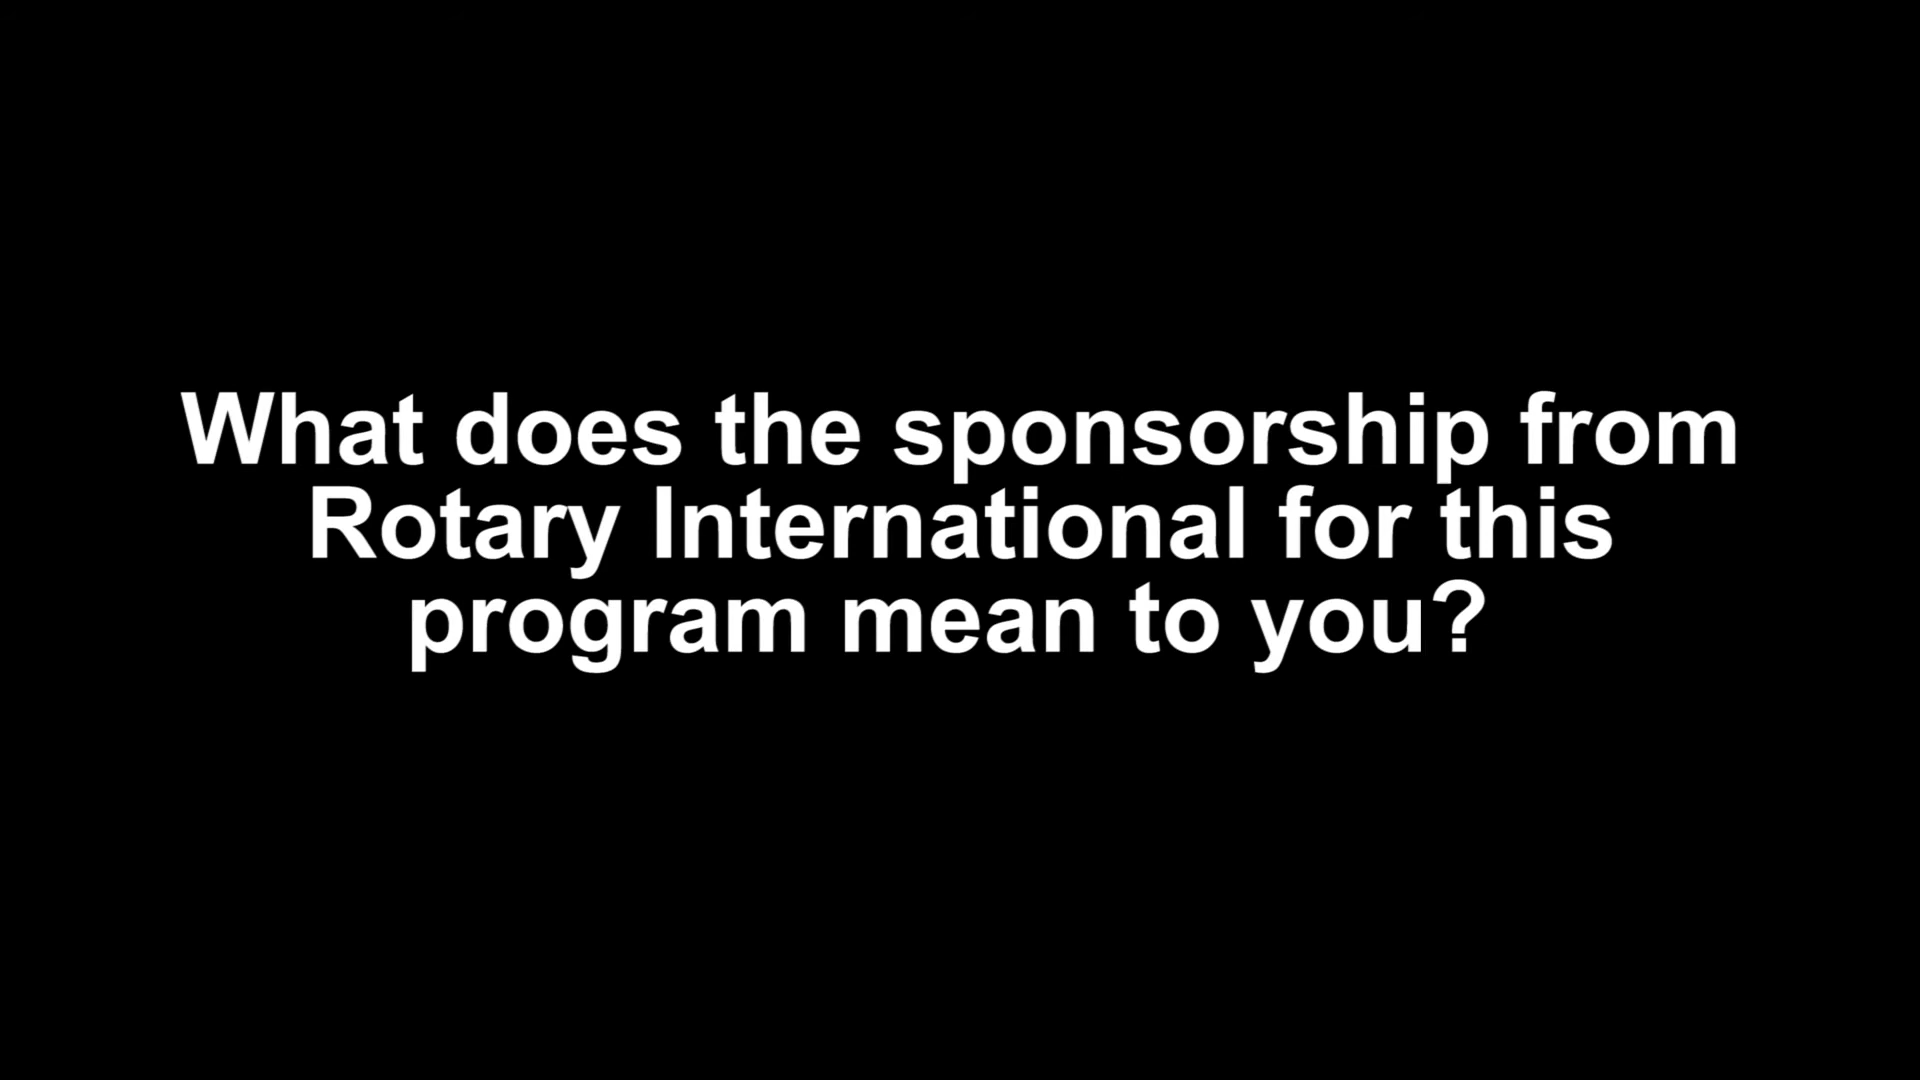 What does the sponsorship from
Rotary International for this
program mean to you?